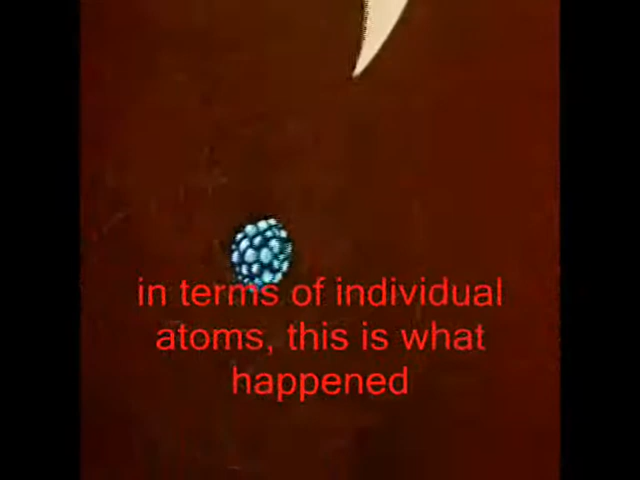 in terms of individual
atoms, this is what
happened